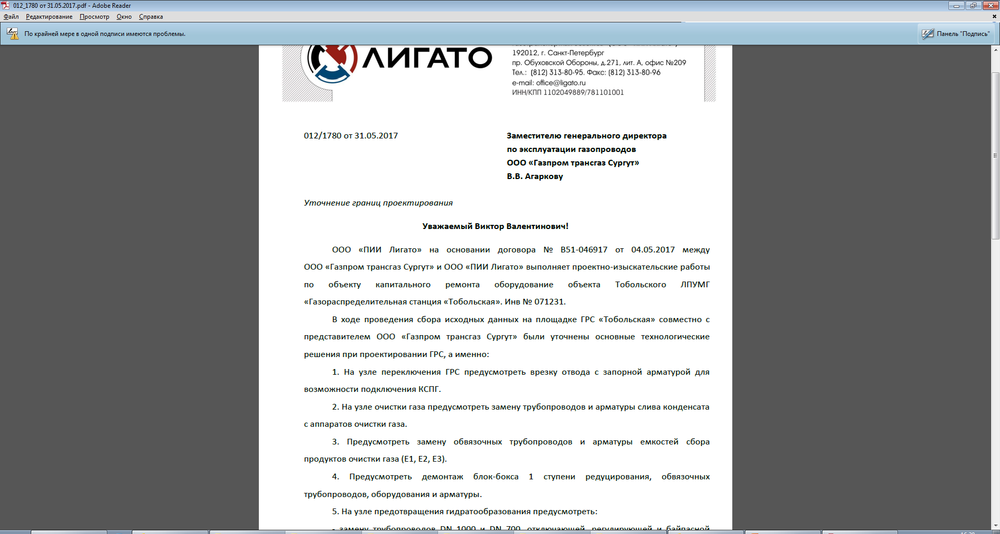 012_1780 от 31.05.2017.pdf - Adobe Reader
Файл Редактирование Просмотр Окно Справка
По крайней мере в одной подписи имеются проблемы.
Панель "Подпись"
ЛИГАТО
192012, г. Санкт-Петербург
пр. Обуховской Обороны, д.271, лит. А, офис №209
Тел.: (812) 313-80-95. Факс: (812) 313-80-96
e-mail: office@ligato.ru
ИНН/КПП 1102049889/781101001
012/1780 от 31.05.2017
Заместителю генерального директора
по эксплуатации газопроводов
ООО «Газпром трансгаз Сургут»
В.В. Агаркову
Уточнение границ проектирования
Уважаемый Виктор Валентинович!
ООО «ПИИ Лигато» на основании договора № В51-046917 от 04.05.2017 между
ООО «Газпром трансгаз Сургут» и ООО «ПИИ Лигато» выполняет проектно-изыскательские работы
по объекту капитального ремонта оборудование объекта Тобольского ЛПУМГ
«Газораспределительная станция «Тобольская». Инв № 071231.
В ходе проведения сбора исходных данных на площадке ГРС «Тобольская» совместно с
представителем ООО «Газпром трансгаз Сургут» были уточнены основные технологические
решения при проектировании ГРС, а именно:
1. На узле переключения ГРС предусмотреть врезку отвода с запорной арматурой для
возможности подключения КСПГ.
2. На узле очистки газа предусмотреть замену трубопроводов и арматуры слива конденсата
с аппаратов очистки газа.
3. Предусмотреть замену обвязочных трубопроводов и арматуры емкостей сбора
продуктов очистки газа (Е1, Е2, Е3).
4. Предусмотреть демонтаж блок-бокса 1 ступени редуцирования, обвязочных
трубопроводов, оборудования и арматуры.
5. На узле предотвращения гидратообразования предусмотреть:
- замену трубопроводов DN 1000 и DN 700, отключающей, регулирующей и байпасной